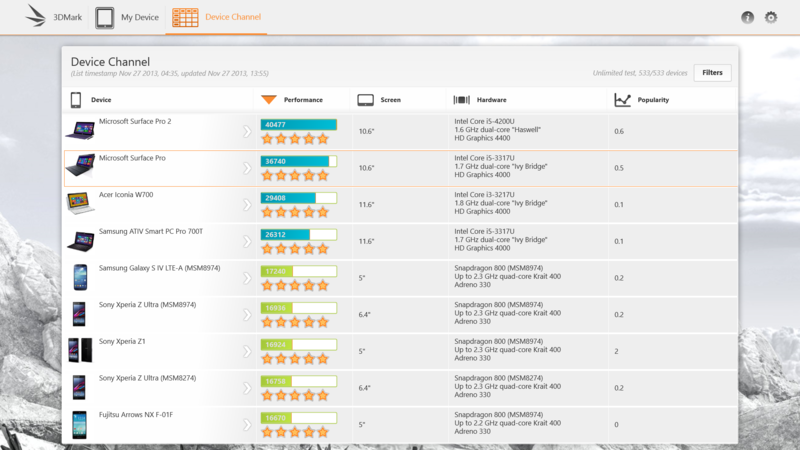 3DMark
My Device
Device Channel
Device Channel
(List timestamp Nov 27 2013, 04:35, updated Nov 27 2013, 13:55)
Unlimited test, 533/533 devices
Filters
Device
Performance
Screen
Hardware
Popularity
Microsoft Surface Pro 2
40477
10.6"
Intel Core i5-4200U
1.6 GHz dual-core "Haswell"
HD Graphics 4400
0.6
Microsoft Surface Pro
36740
10.6"
Intel Core i5-3317U
1.7 GHz dual-core "Ivy Bridge"
HD Graphics 4000
0.5
Acer Iconia W700
29408
11.6"
Intel Core i3-3217U
1.8 GHz dual-core "Ivy Bridge"
HD Graphics 4000
0.1
Samsung ATIV Smart PC Pro 700T
26312
11.6"
Intel Core i5-3317U
1.7 GHz dual-core "Ivy Bridge"
HD Graphics 4000
0.1
Samsung Galaxy S IV LTE-A (MSM8974)
17240
5"
Snapdragon 800 (MSM8974)
Up to 2.3 GHz quad-core Krait 400
Adreno 330
0.2
Sony Xperia Z Ultra (MSM8974)
6.4"
Snapdragon 800 (MSM8974)
Up to 2.3 GHz quad-core Krait 400
Adreno 330
0.2
Sony Xperia Z1
16824
5"
Snapdragon 800 (MSM8974)
Up to 2.3 GHz quad-core Krait 400
Adreno 330
2
Sony Xperia Z Ultra (MSM8274)
16758
6.4"
Snapdragon 800 (MSM8274)
Up to 2.3 GHz quad-core Krait 400
Adreno 330
0.2
Fujitsu Arrows NX F-01F
16670
5"
Snapdragon 800 (MSM8974)
Up to 2.2 GHz quad-core Krait 400
Adreno 330
0